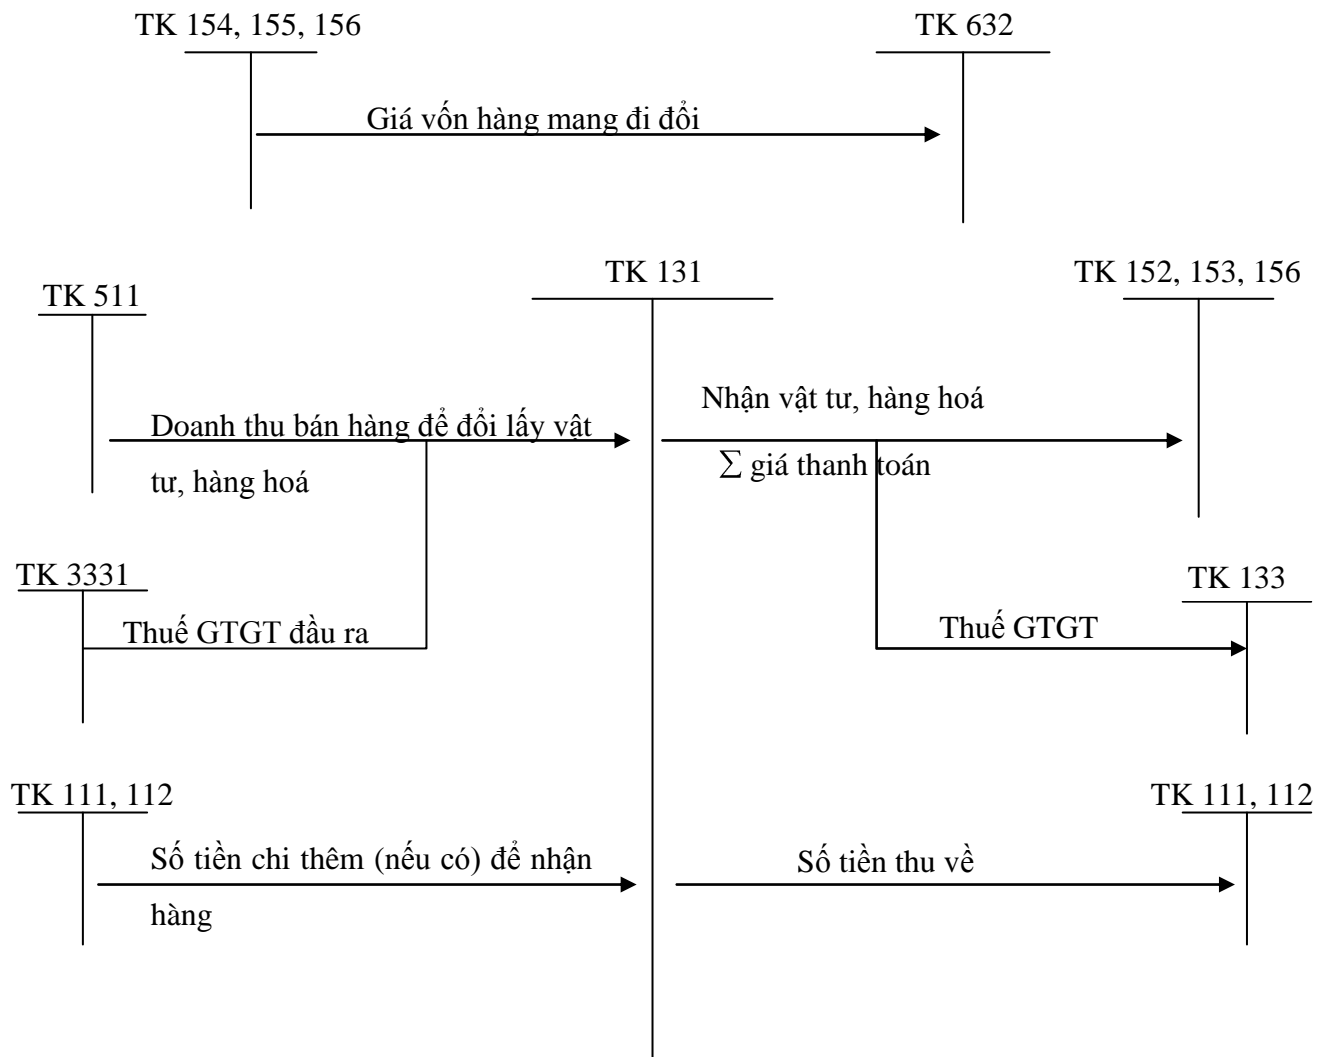 TK 154, 155, 156
TK 632
Giá vốn hàng mang đi đổi
TK 511
TK 131
TK 152, 153, 156
Doanh thu bán hàng để đổi lấy vật
tư, hàng hoá
Nhận vật tư, hàng hoá
∑ giá thanh toán
TK 3331
Thuế GTGT đầu ra
TK 133
Thuế GTGT
TK 111, 112
TK 111, 112
Số tiền chi thêm (nếu có) để nhận
hàng
Số tiền thu về